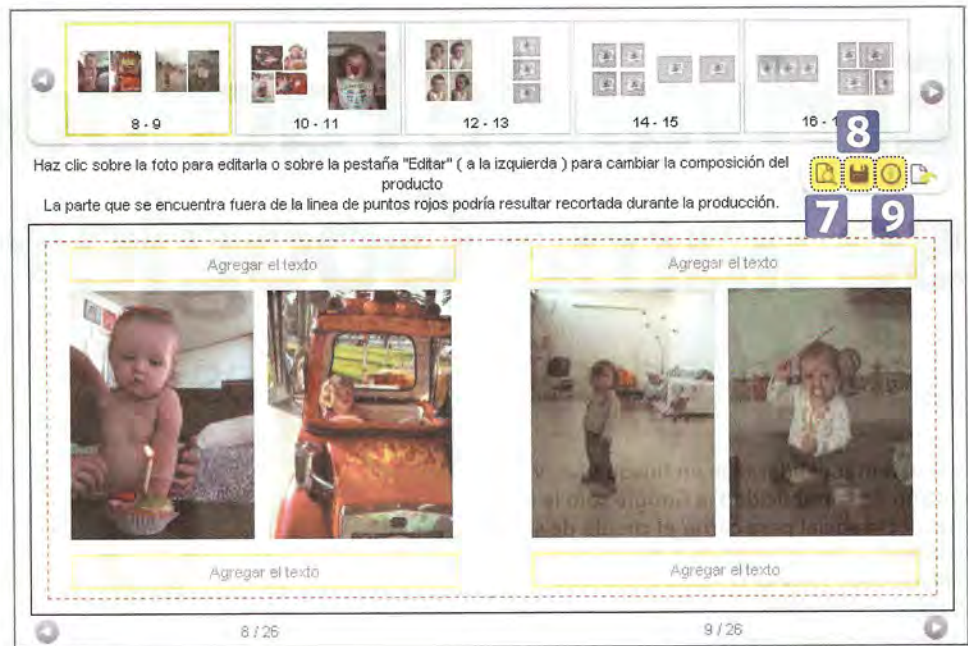 8 - 9
10 - 11
12 - 13
14 - 15
16 - 1
8
Haz clic sobre la foto para editarla o sobre la pestaña "Editar" ( a la izquierda ) para cambiar la composición del
producto
La parte que se encuentra fuera de la linea de puntos rojos podría resultar recortada durante la producción.
7
9
Agregar el texto
Agregar el texto
Agregar el texto
Agregar el texto
8 / 26
9 / 26